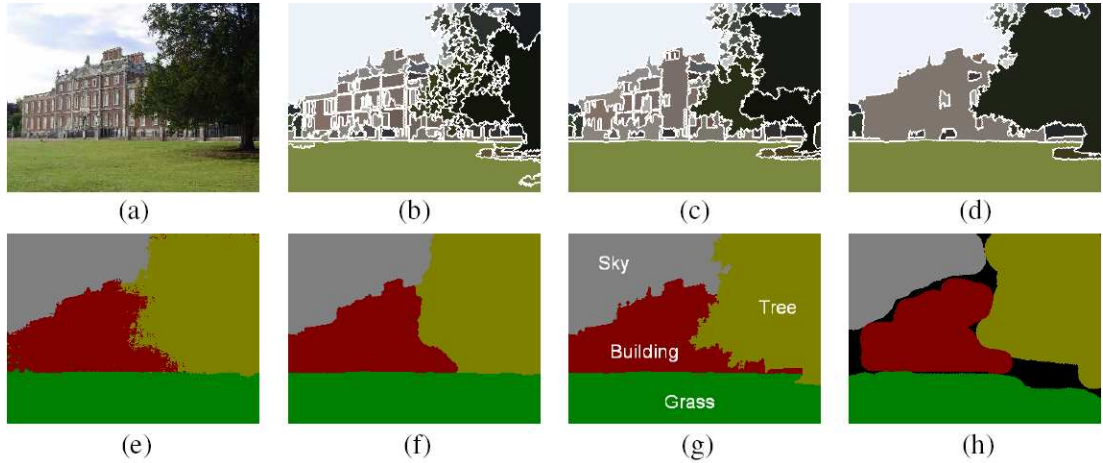 (a) (b) (c) (d)
Sky
Tree
Building
Grass
(e) (f) (g) (h)